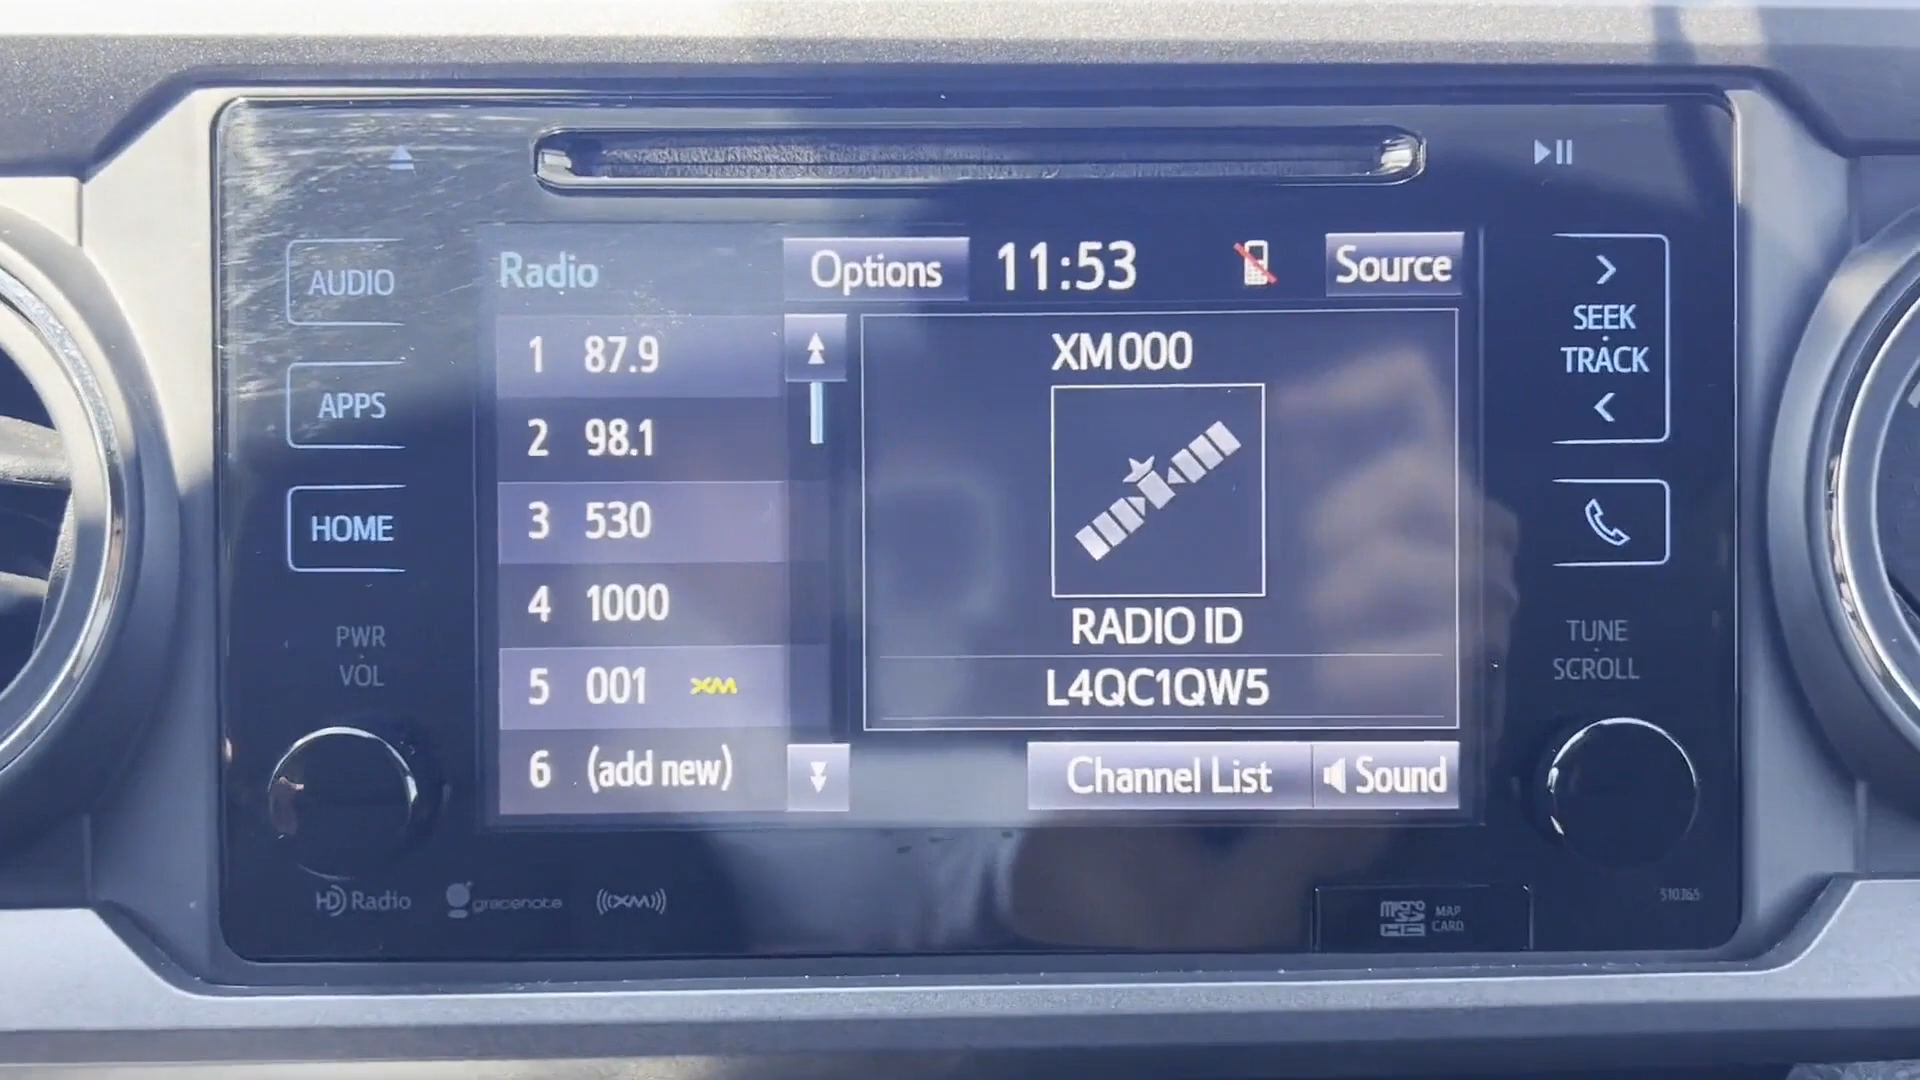 AUDIO
APPS
HOME
PWR
VOL
Radio
Options
11:53
Source
1 87.9
2 98.1
3 530
4 1000
5 001 XM
6 (add new)
XM000
RADIO ID
L4QC1QW5
Channel List
Sound
SEEK
TRACK
TUNE
SCROLL
HD Radio
gracenote
((XM))
micro
SD
HC
MAP
CARD
510365